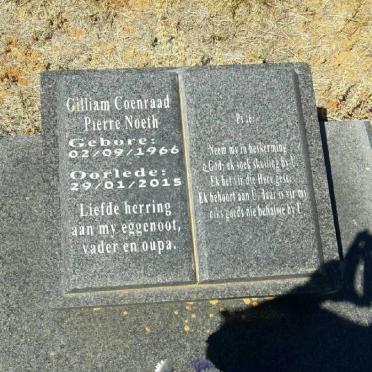 Gilliam Coenraad
Pierre Noeth
Gebore:
02/09/1966
Oorlede:
29/01/2015
Liefde herring
aan my eggenoot,
vader en oupa.
Neem my in beskerming
o God; ek soek skuiling by U.
Ek het vir die Here gesê:
Ek behoort aan U, daar is vir my
niks goeds nie behalwe by U.